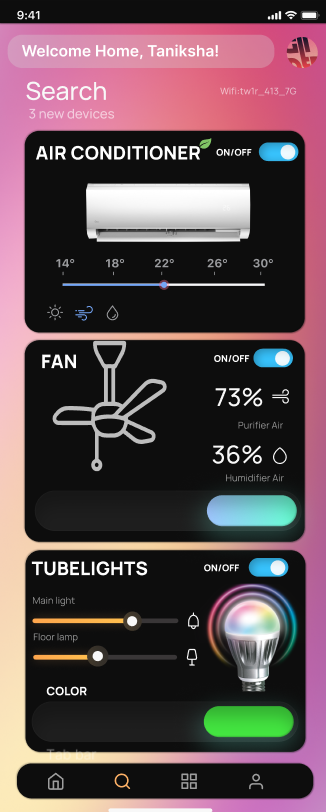 9:41
Welcome Home, Taniksha!
Search
Wifi:tw1r_413_7G
3 new devices
AIR CONDITIONER
ON/OFF
14° 18° 22° 26° 30°
FAN
ON/OFF
73%
Purifier Air
36%
Humidifier Air
TUBELIGHTS
ON/OFF
Main light
Floor lamp
COLOR
Tab bar